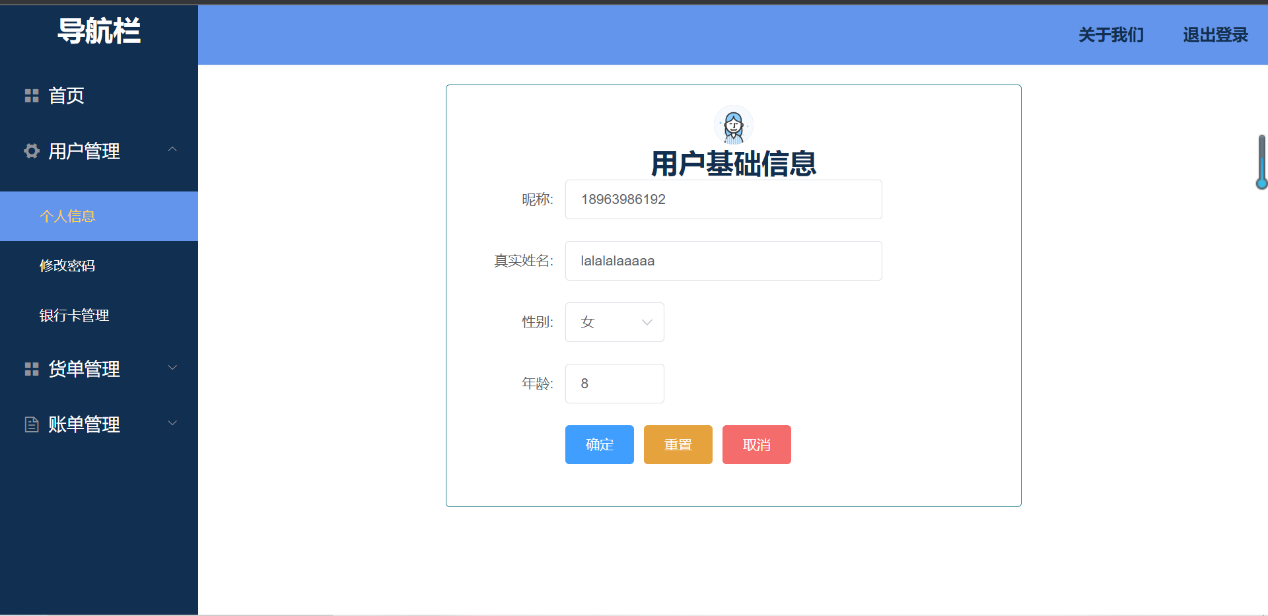 导航栏
关于我们 退出登录
首页
用户管理
个人信息
修改密码
银行卡管理
货单管理
账单管理
用户基础信息
昵称: 18963986192
真实姓名: lalalalaaaaa
性别: 女
年龄: 8
确定 重置 取消